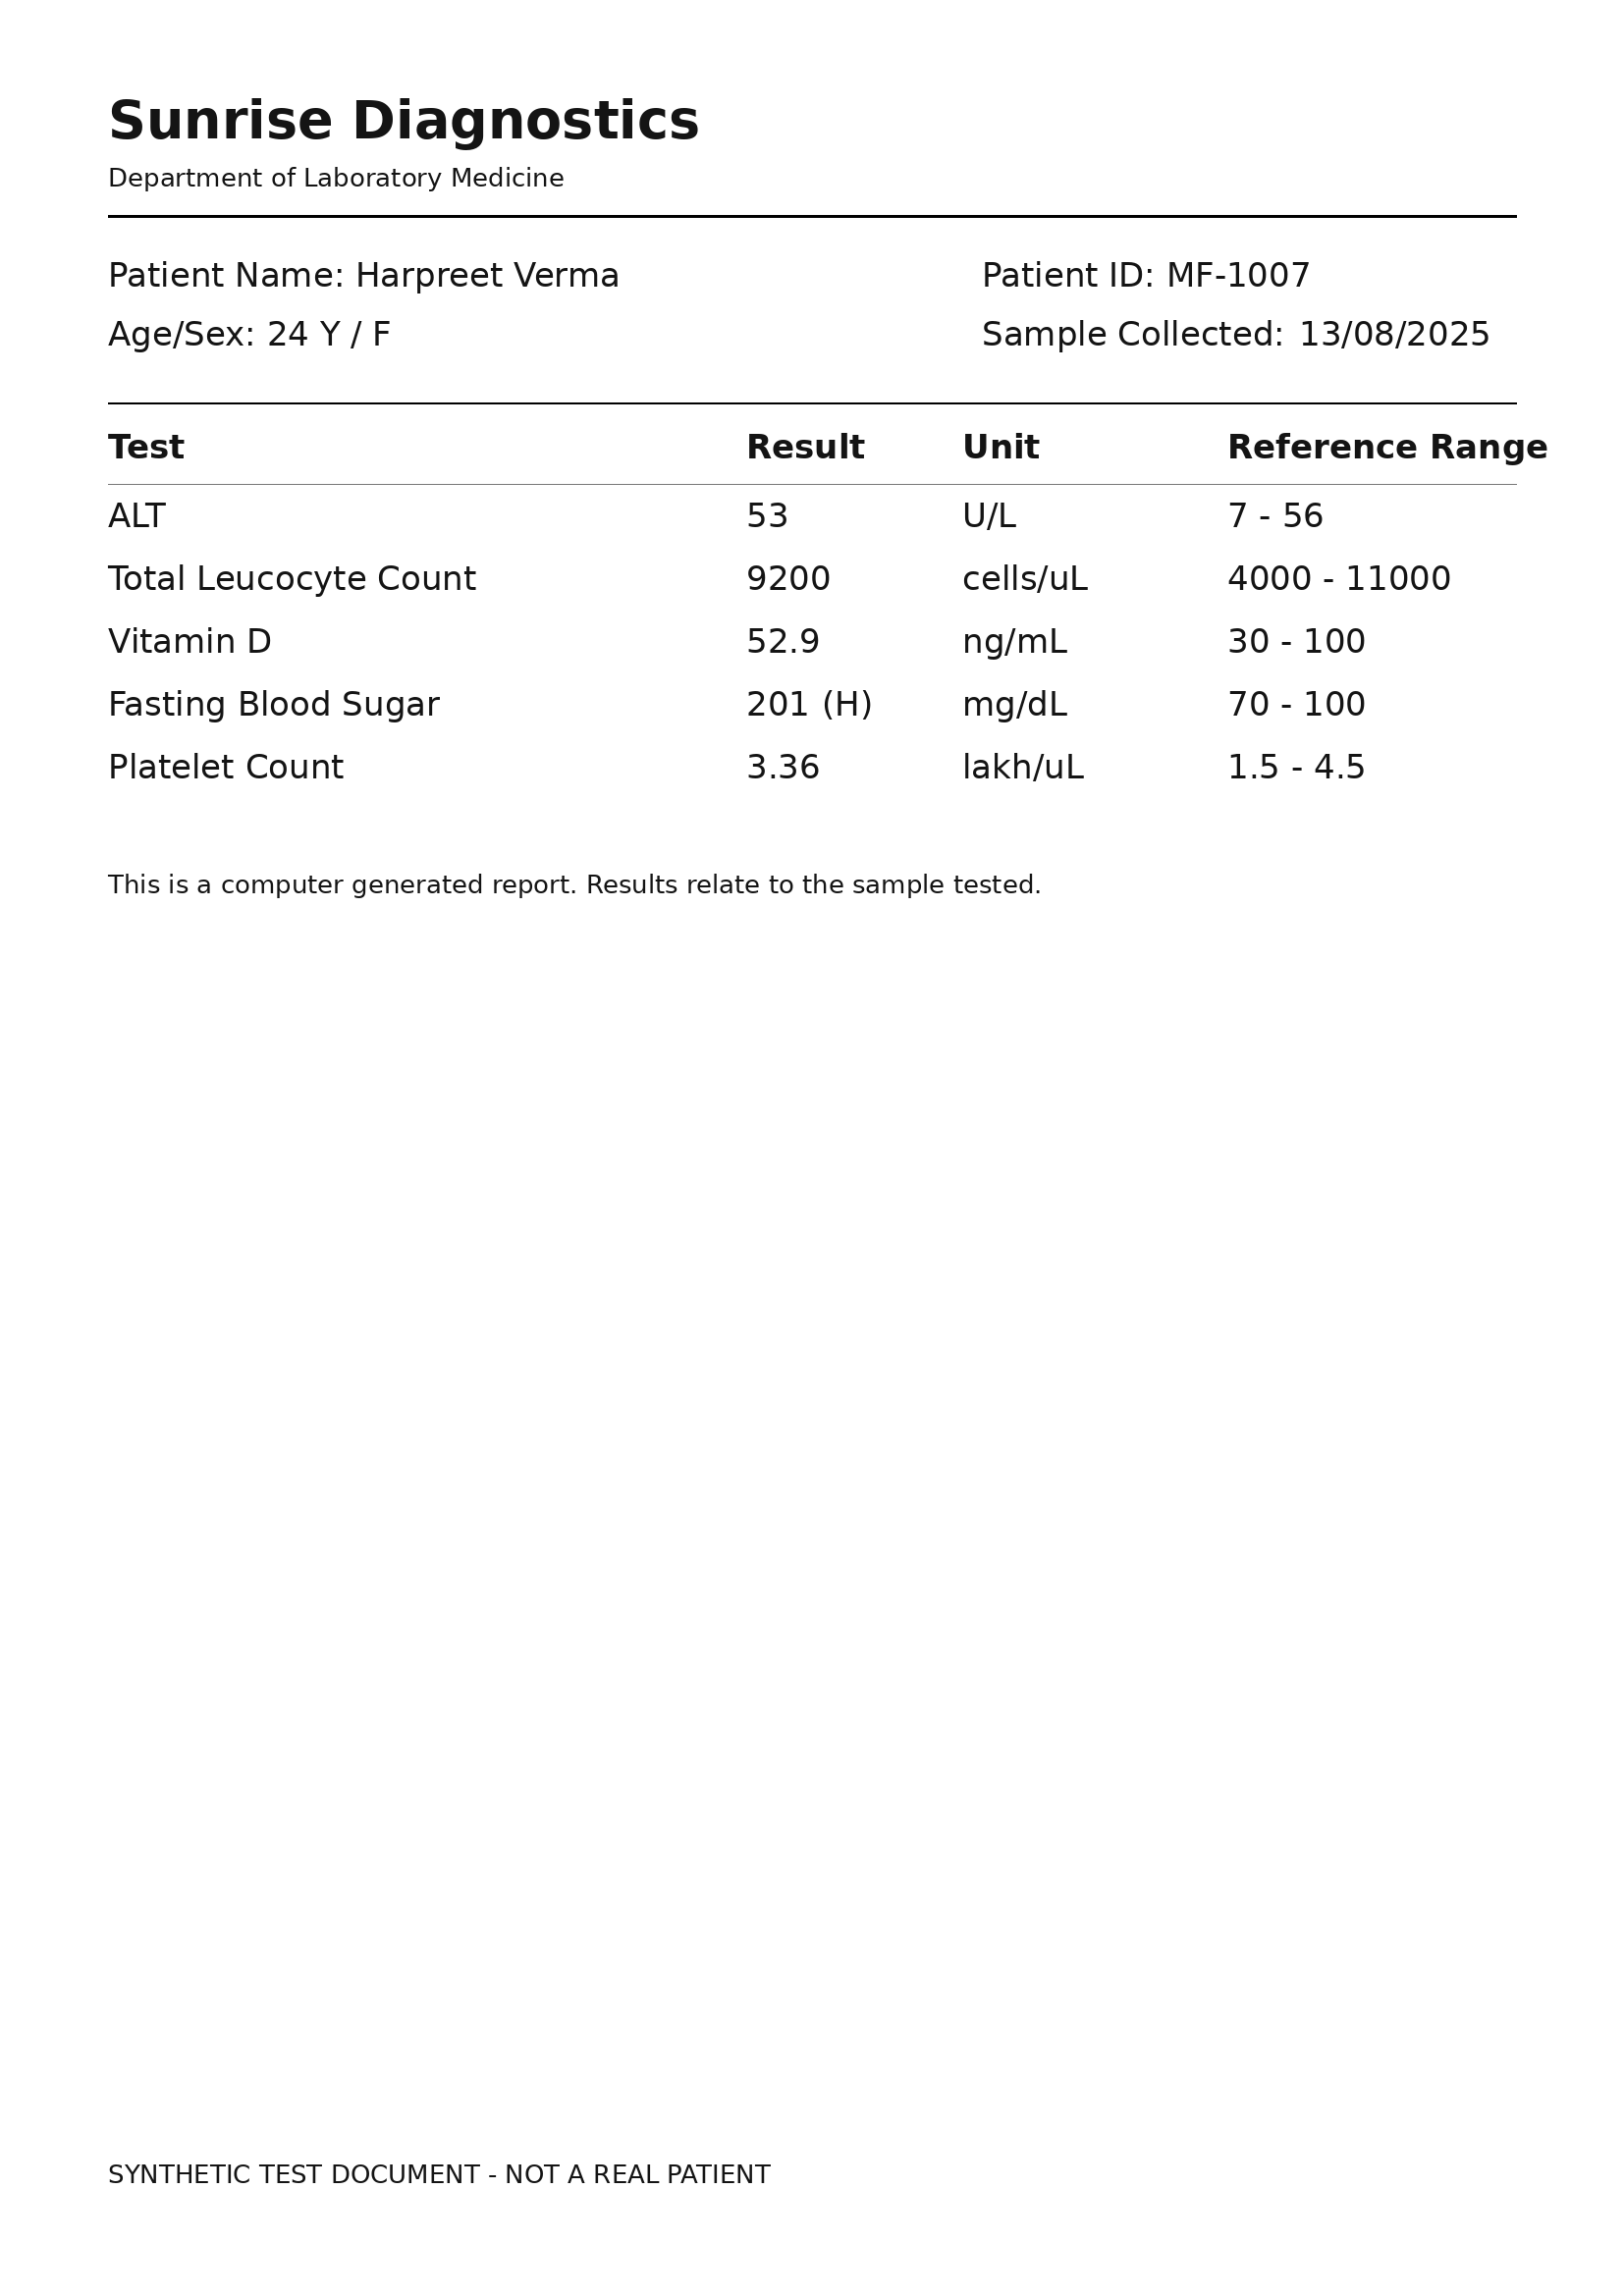 Sunrise Diagnostics
Department of Laboratory Medicine
Patient Name: Harpreet Verma Patient ID: MF-1007
Age/Sex: 24 Y / F Sample Collected: 13/08/2025
Test Result Unit Reference Range
ALT 53 U/L 7 - 56
Total Leucocyte Count 9200 cells/uL 4000 - 11000
Vitamin D 52.9 ng/mL 30 - 100
Fasting Blood Sugar 201 (H) mg/dL 70 - 100
Platelet Count 3.36 lakh/uL 1.5 - 4.5
This is a computer generated report. Results relate to the sample tested.
SYNTHETIC TEST DOCUMENT - NOT A REAL PATIENT